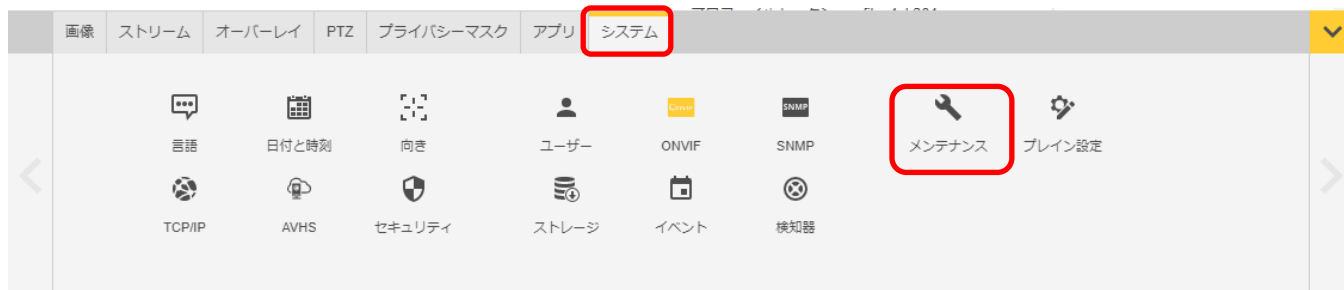 画像 ストリーム オーバーレイ PTZ プライバシーマスク アプリ システム
SNMP
言語 日付と時刻 向き ユーザー ONVIF SNMP メンテナンス プレイン設定
TCP/IP AVHS セキュリティ ストレージ イベント 検知器